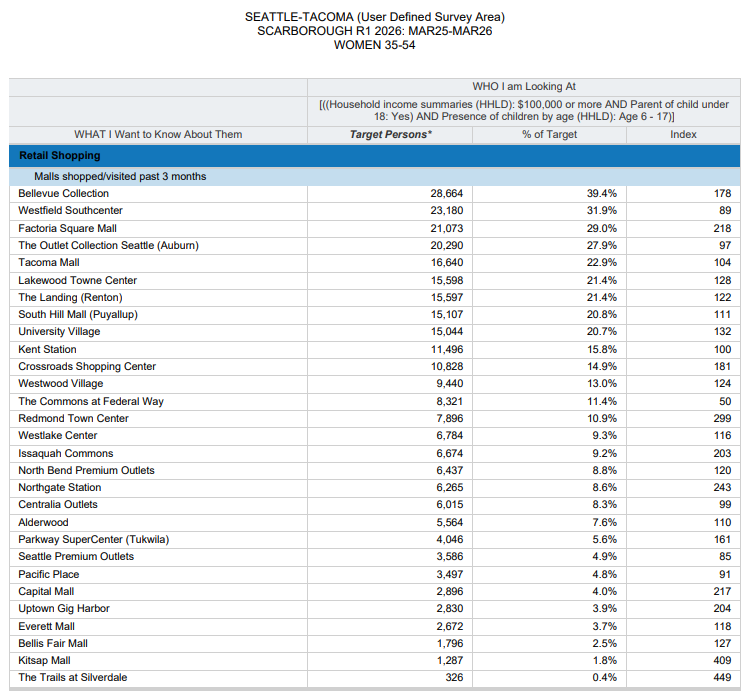 SEATTLE-TACOMA (User Defined Survey Area)
SCARBOROUGH R1 2026: MAR25-MAR26
WOMEN 35-54
WHO I am Looking At
[((Household income summaries (HHLD): $100,000 or more AND Parent of child under
18: Yes) AND Presence of children by age (HHLD): Age 6 - 17)]
WHAT I Want to Know About Them Target Persons* % of Target Index
Retail Shopping
Malls shopped/visited past 3 months
Bellevue Collection 28,664 39.4% 178
Westfield Southcenter 23,180 31.9% 89
Factoria Square Mall 21,073 29.0% 218
The Outlet Collection Seattle (Auburn) 20,290 27.9% 97
Tacoma Mall 16,640 22.9% 104
Lakewood Towne Center 15,598 21.4% 128
The Landing (Renton) 15,597 21.4% 122
South Hill Mall (Puyallup) 15,107 20.8% 111
University Village 15,044 20.7% 132
Kent Station 11,496 15.8% 100
Crossroads Shopping Center 10,828 14.9% 181
Westwood Village 9,440 13.0% 124
The Commons at Federal Way 8,321 11.4% 50
Redmond Town Center 7,896 10.9% 299
Westlake Center 6,784 9.3% 116
Issaquah Commons 6,674 9.2% 203
North Bend Premium Outlets 6,437 8.8% 120
Northgate Station 6,265 8.6% 243
Centralia Outlets 6,015 8.3% 99
Alderwood 5,564 7.6% 110
Parkway SuperCenter (Tukwila) 4,046 5.6% 161
Seattle Premium Outlets 3,586 4.9% 85
Pacific Place 3,497 4.8% 91
Capital Mall 2,896 4.0% 217
Uptown Gig Harbor 2,830 3.9% 204
Everett Mall 2,672 3.7% 118
Bellis Fair Mall 1,796 2.5% 127
Kitsap Mall 1,287 1.8% 409
The Trails at Silverdale 326 0.4% 449